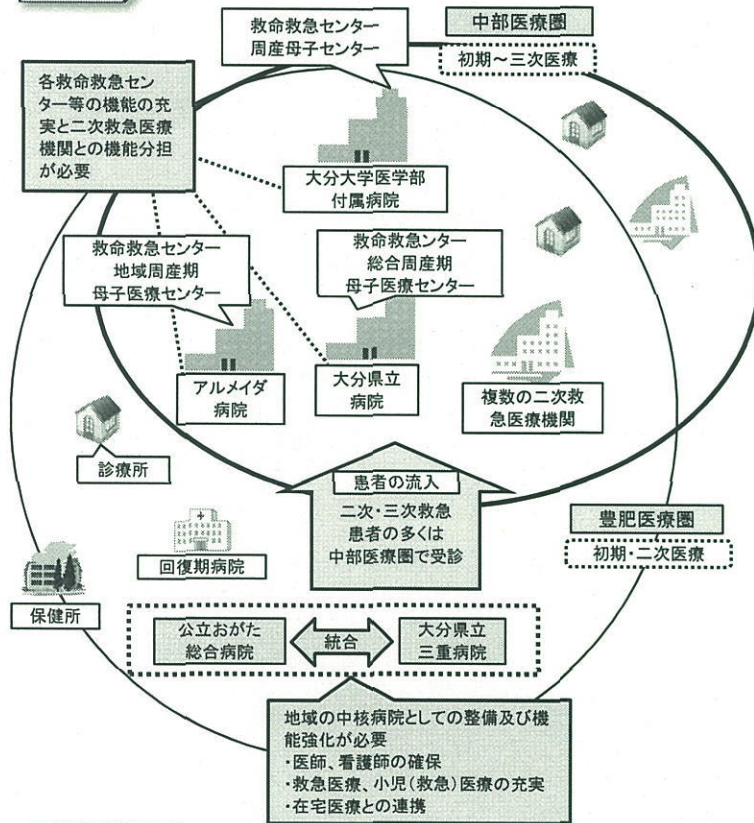 救命救急センター
周産母子センター
中部医療圏
初期～三次医療
各救命救急セン
ター等の機能の充
実と二次救急医療
機関との機能分担
が必要
大分大学医学部
付属病院
救命救急センター
地域周産期
母子医療センター
救命救急ンター
総合周産期
母子医療センター
アルメイダ
病院
大分県立
病院
複数の二次救
急医療機関
診療所
患者の流入
二次・三次救急
患者の多くは
中部医療圏で受診
豊肥医療圏
初期・二次医療
回復期病院
保健所
公立おがた
総合病院
統合
大分県立
三重病院
地域の中核病院としての整備及び機
能強化が必要
・医師、看護師の確保
・救急医療、小児（救急）医療の充実
・在宅医療との連携